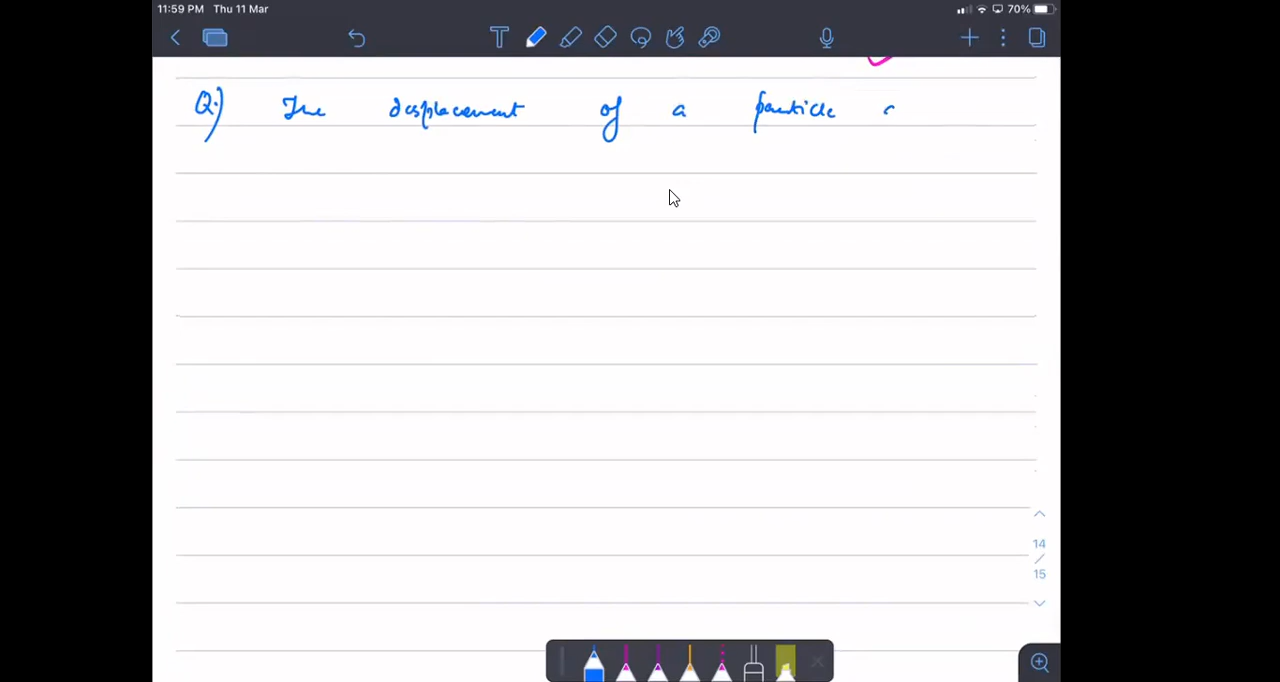 11:59 PM Thu 11 Mar 70%
T
Q.) The displacement of a particle
14
/
15